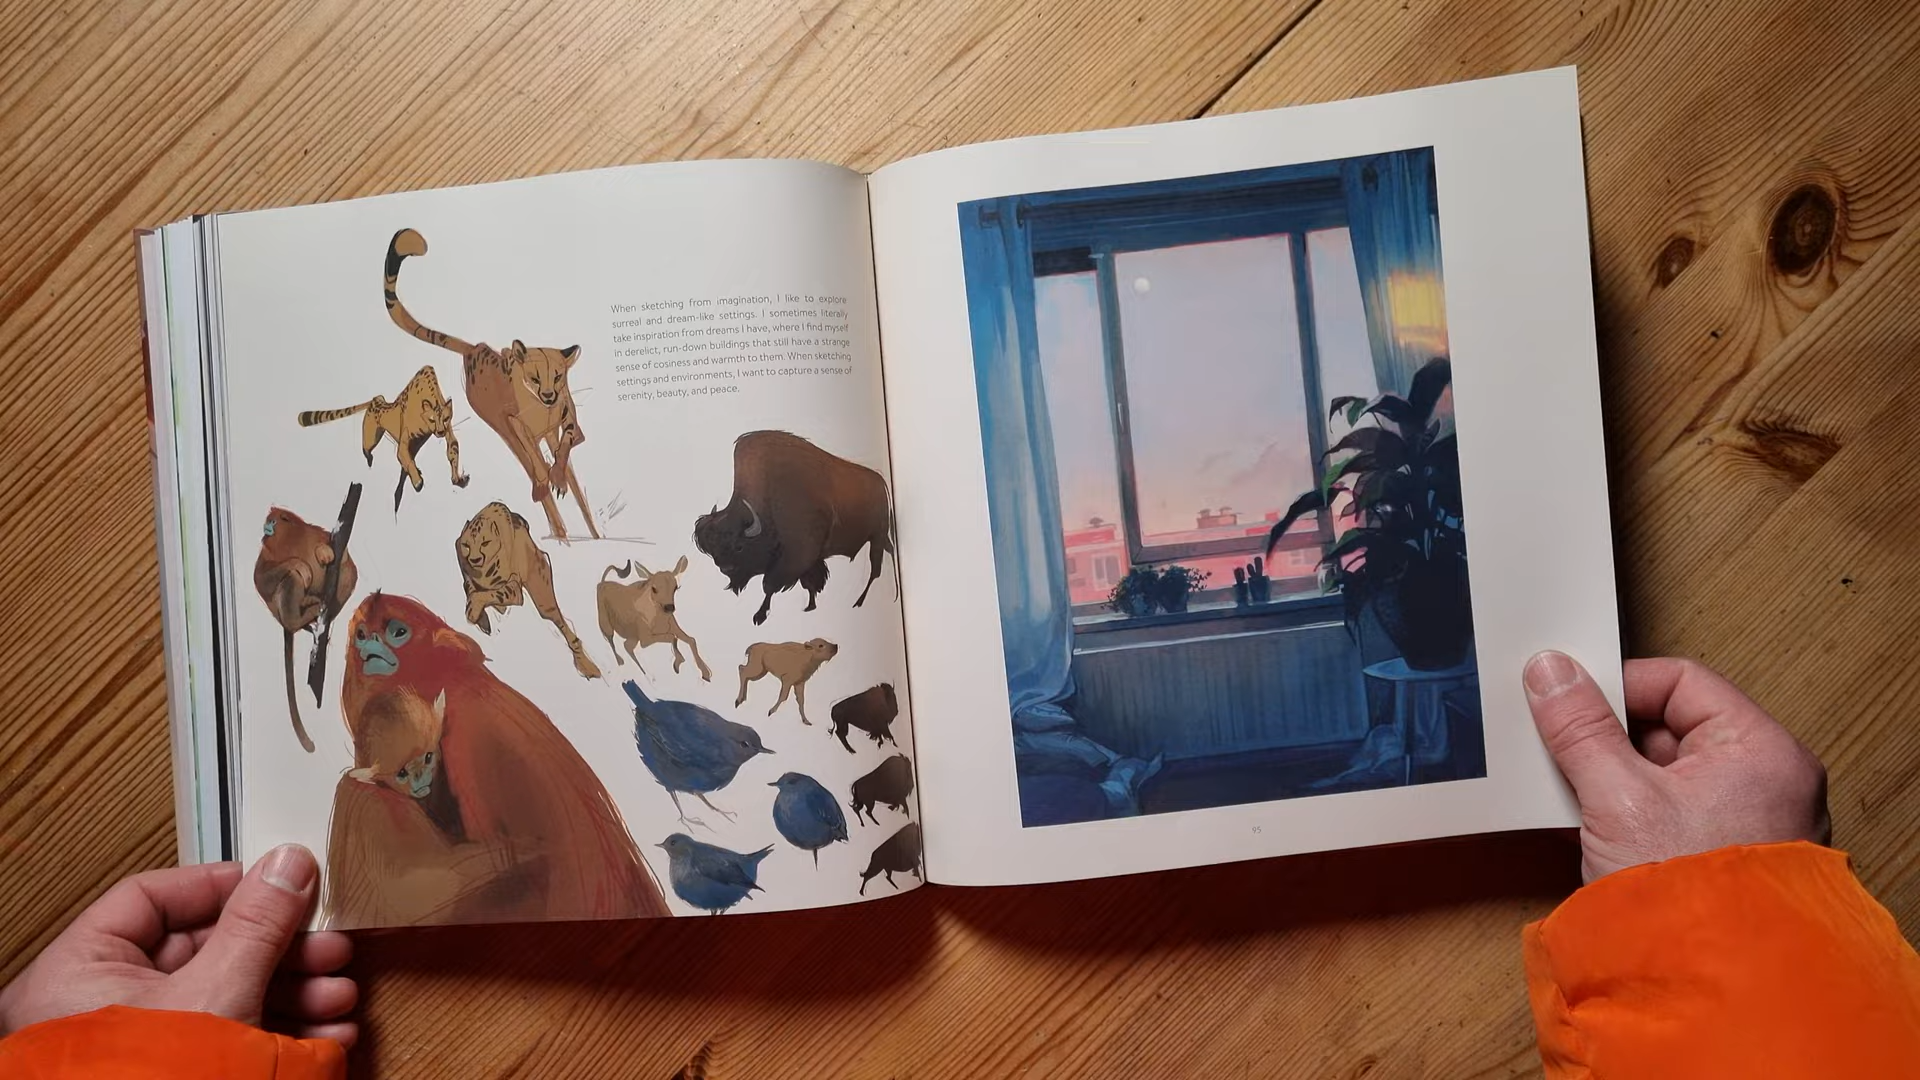 When sketching from imagination, I like to explore
surreal and dream-like settings. I sometimes literally
take inspiration from dreams I have, where I find myself
in derelict, run-down buildings that still have a strange
sense of cosiness and warmth to them. When sketching
settings and environments, I want to capture a sense of
serenity, beauty, and peace.
95